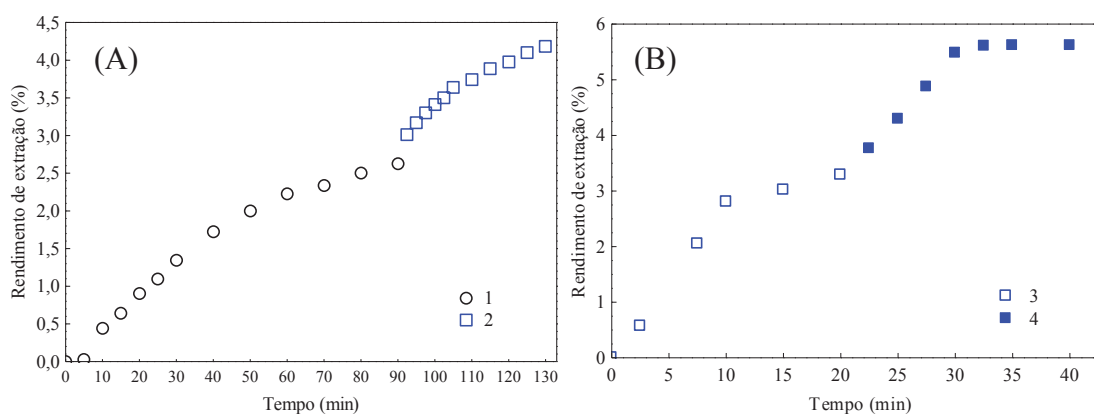 (A)
Rendimento de extração (%)
4,5
4,0
3,5
3,0
2,5
2,0
1,5
1,0
0,5
0,0
0 10 20 30 40 50 60 70 80 90 100 110 120 130
Tempo (min)
1
2
(B)
Rendimento de extração (%)
6
5
4
3
2
1
0
0 5 10 15 20 25 30 35 40
Tempo (min)
3
4